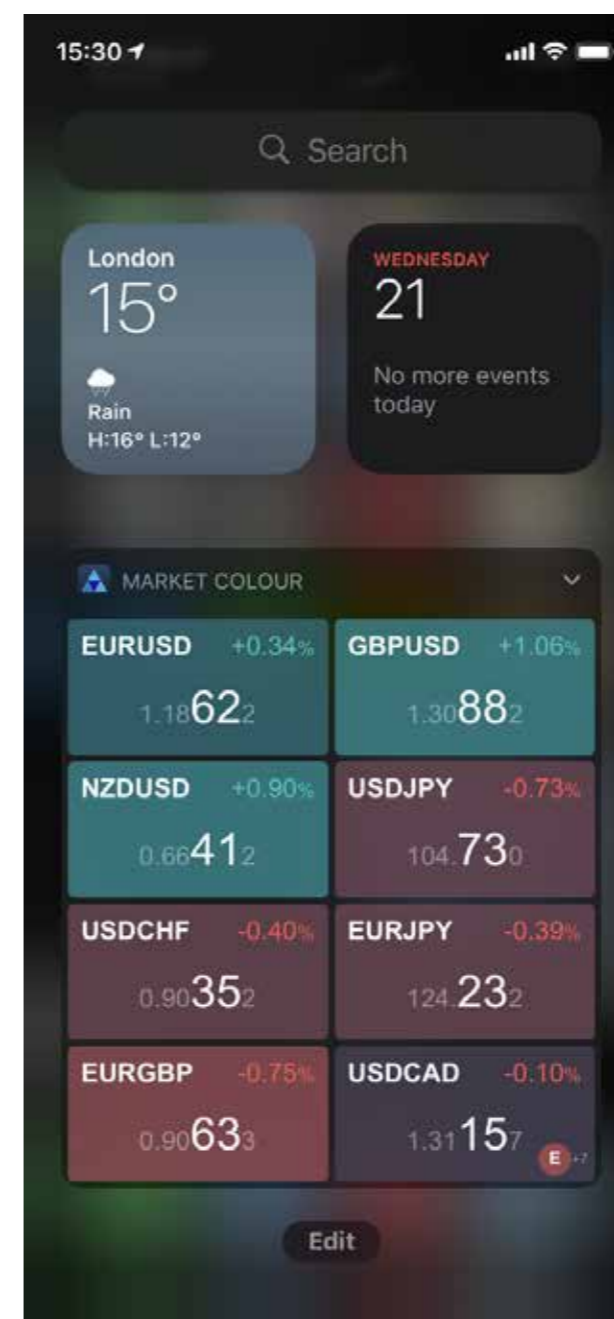 15:30
Search
London
15°
Rain
H:16° L:12°
WEDNESDAY
21
No more events
today
MARKET COLOUR
EURUSD +0.34%
1.18622
GBPUSD +1.06%
1.30882
NZDUSD +0.90%
0.66412
USDJPY -0.73%
104.730
USDCHF -0.40%
0.90352
EURJPY -0.39%
124.232
EURGBP -0.75%
0.90633
USDCAD -0.10%
1.31157
E +7
Edit